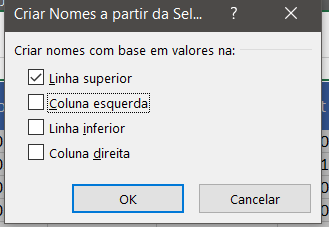 Criar Nomes a partir da Sel...
?
Criar nomes com base em valores na:
Linha superior
Coluna esquerda
Linha inferior
Coluna direita
OK
Cancelar